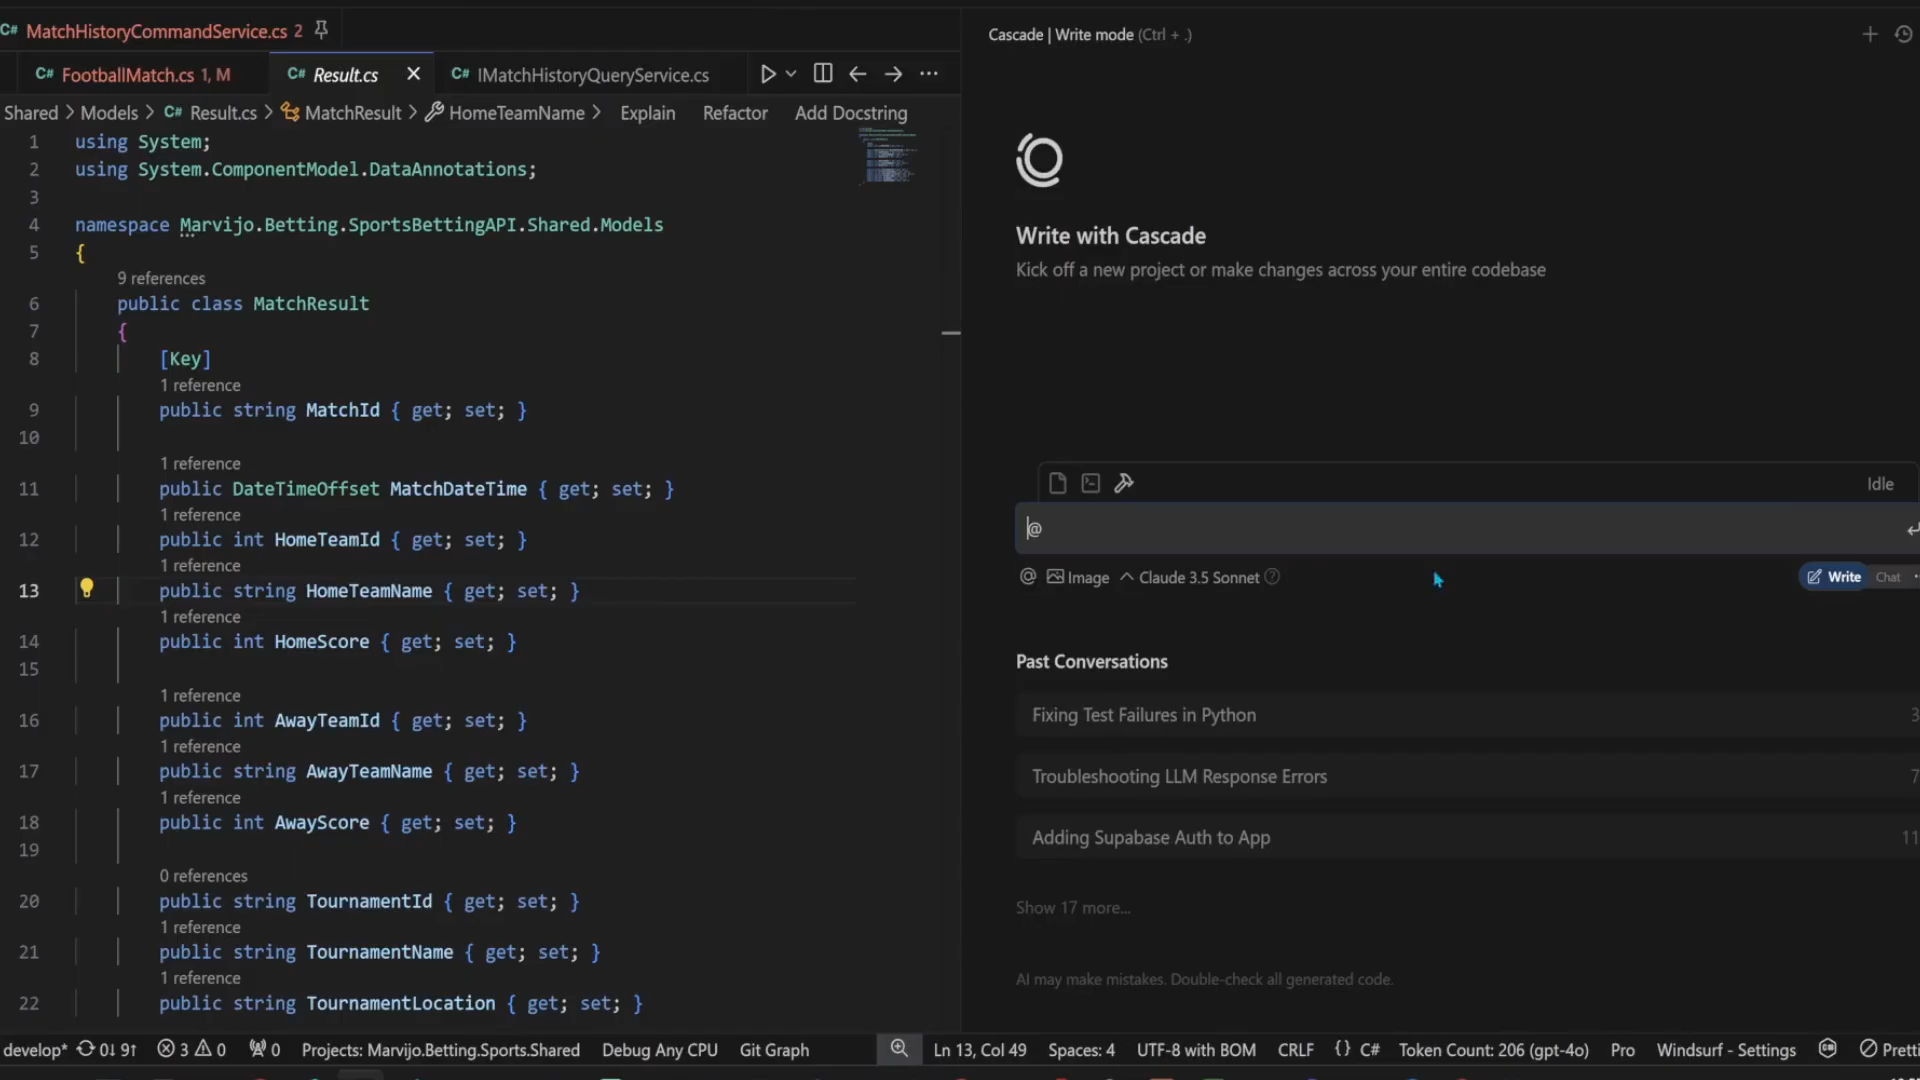 C# MatchHistoryCommandService.cs 2
C# FootballMatch.cs 1, M
C# Result.cs
C# IMatchHistoryQueryService.cs
Shared > Models > C# Result.cs > MatchResult > HomeTeamName > Explain Refactor Add Docstring
1 using System;
2 using System.ComponentModel.DataAnnotations;
3
4 namespace Marvijo.Betting.SportsBettingAPI.Shared.Models
5 {
9 references
6 public class MatchResult
7 {
8 [Key]
1 reference
9 public string MatchId { get; set; }
10
1 reference
11 public DateTimeOffset MatchDateTime { get; set; }
1 reference
12 public int HomeTeamId { get; set; }
1 reference
13 public string HomeTeamName { get; set; }
1 reference
14 public int HomeScore { get; set; }
15
1 reference
16 public int AwayTeamId { get; set; }
1 reference
17 public string AwayTeamName { get; set; }
1 reference
18 public int AwayScore { get; set; }
19
0 references
20 public string TournamentId { get; set; }
1 reference
21 public string TournamentName { get; set; }
1 reference
22 public string TournamentLocation { get; set; }
Cascade | Write mode (Ctrl + .)
Write with Cascade
Kick off a new project or make changes across your entire codebase
Idle
@
@ Image Claude 3.5 Sonnet
Write Chat
Past Conversations
Fixing Test Failures in Python 3
Troubleshooting LLM Response Errors 7
Adding Supabase Auth to App 11
Show 17 more...
AI may make mistakes. Double-check all generated code.
develop* 0↓ 9↑ 3 0 0 Projects: Marvijo.Betting.Sports.Shared Debug Any CPU Git Graph Ln 13, Col 49 Spaces: 4 UTF-8 with BOM CRLF {} C# Token Count: 206 (gpt-4o) Pro Windsurf - Settings Pretti